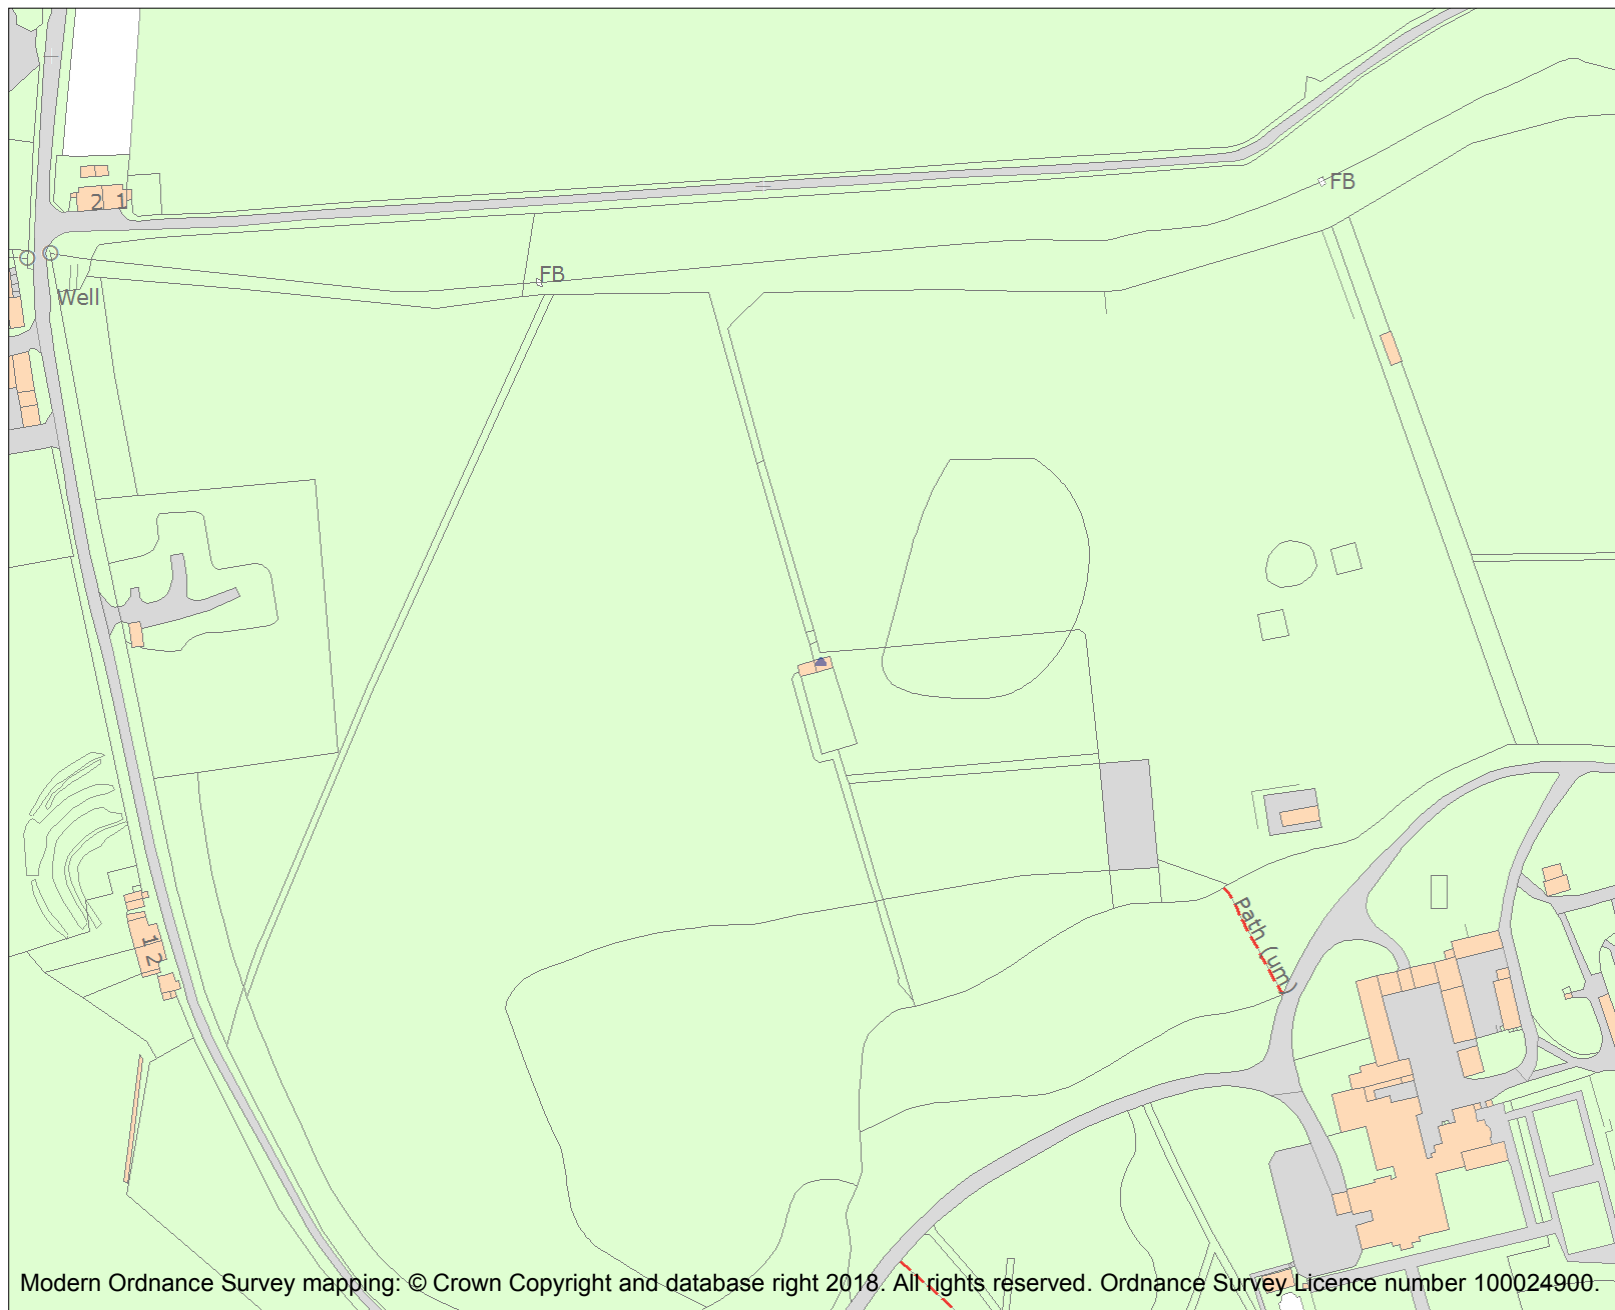 2 1
FB
FB
Well
Path (um)
1 2
Modern Ordnance Survey mapping: © Crown Copyright and database right 2018. All rights reserved. Ordnance Survey Licence number 100024900.